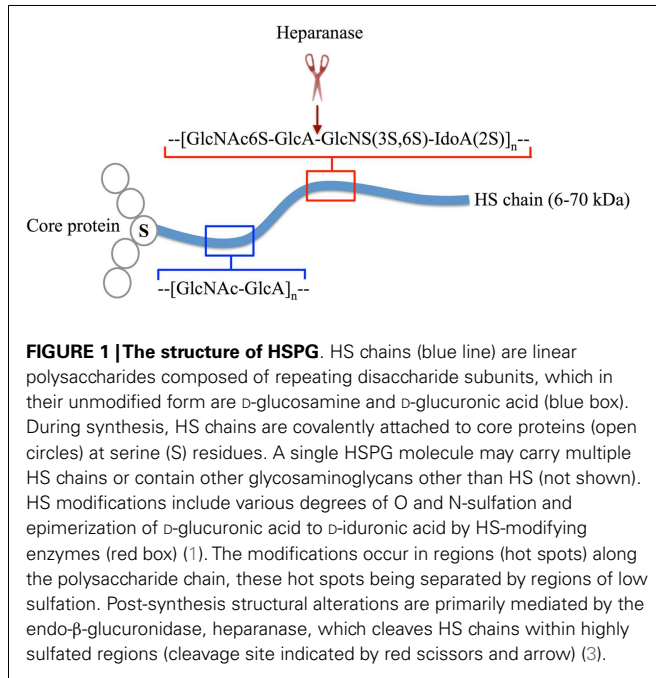 Heparanase
--[GlcNAc6S-GlcA-GlcNS(3S,6S)-IdoA(2S)]n--
HS chain (6-70 kDa)
Core protein
S
--[GlcNAc-GlcA]n--
FIGURE 1 | The structure of HSPG. HS chains (blue line) are linear
polysaccharides composed of repeating disaccharide subunits, which in
their unmodified form are D-glucosamine and D-glucuronic acid (blue box).
During synthesis, HS chains are covalently attached to core proteins (open
circles) at serine (S) residues. A single HSPG molecule may carry multiple
HS chains or contain other glycosaminoglycans other than HS (not shown).
HS modifications include various degrees of O and N-sulfation and
epimerization of D-glucuronic acid to D-iduronic acid by HS-modifying
enzymes (red box) (1). The modifications occur in regions (hot spots) along
the polysaccharide chain, these hot spots being separated by regions of low
sulfation. Post-synthesis structural alterations are primarily mediated by the
endo-β-glucuronidase, heparanase, which cleaves HS chains within highly
sulfated regions (cleavage site indicated by red scissors and arrow) (3).